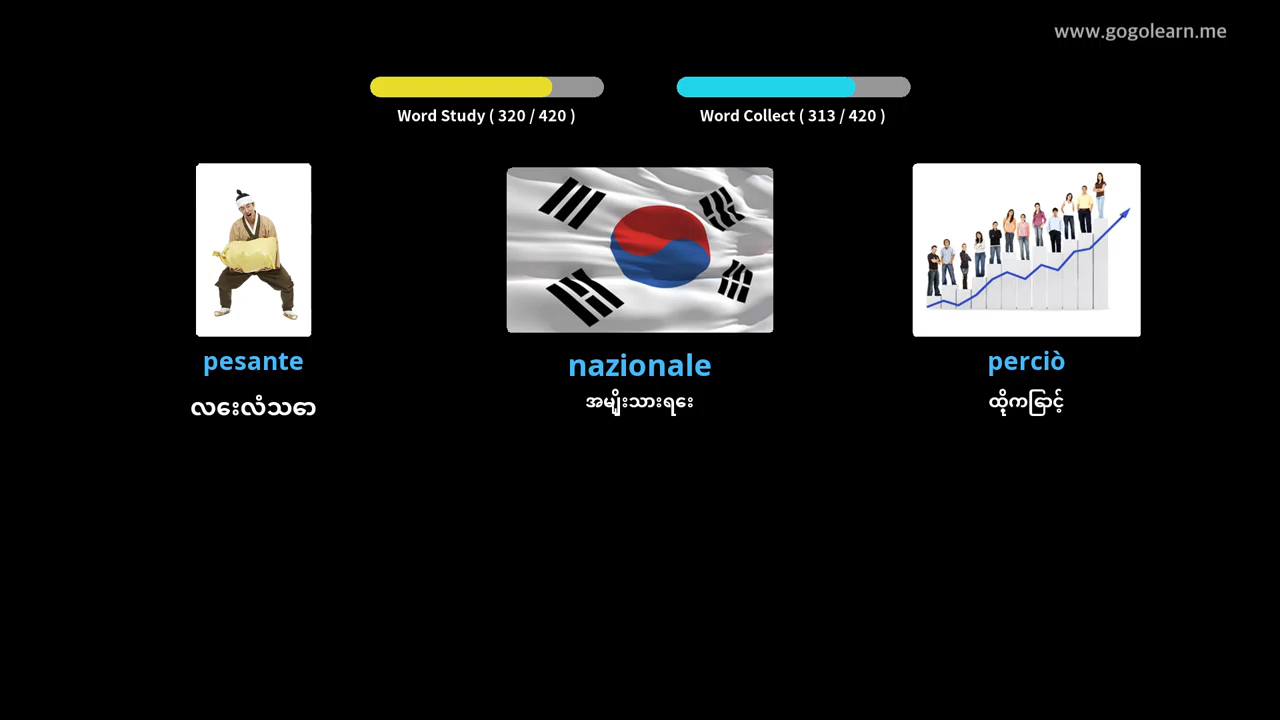 www.gogolearn.me
Word Study ( 320 / 420 )
Word Collect ( 313 / 420 )
pesante
nazionale
perciò
လေးလံသော
အမျိုးသားရေး
ထို့ကြောင့်